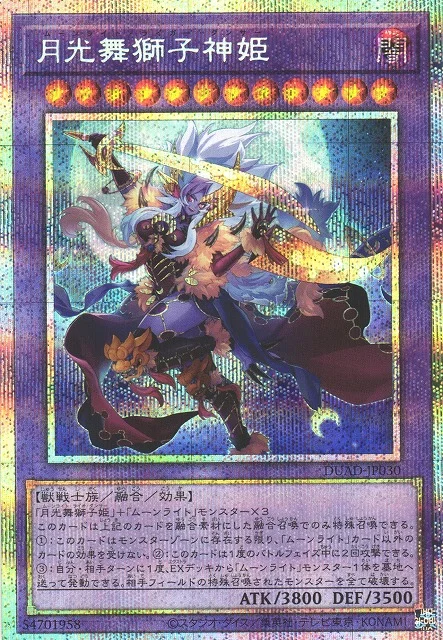 月光舞獅子神姫
闇
DUAD-JP030
【獣戦士族／融合／効果】
「月光舞獅子姫」＋「ムーンライト」モンスター×３
このカードは上記のカードを融合素材にした融合召喚でのみ特殊召喚できる。
①：このカードはモンスターゾーンに存在する限り、「ムーンライト」カード以外の
カードの効果を受けない。②：このカードは１度のバトルフェイズ中に２回攻撃できる。
③：自分・相手ターンに１度、EXデッキから「ムーンライト」モンスター１体を墓地へ
送って発動できる。相手フィールドの特殊召喚されたモンスターを全て破壊する。
ATK/3800 DEF/3500
54701958
©スタジオ・ダイス／集英社・テレビ東京・KONAMI